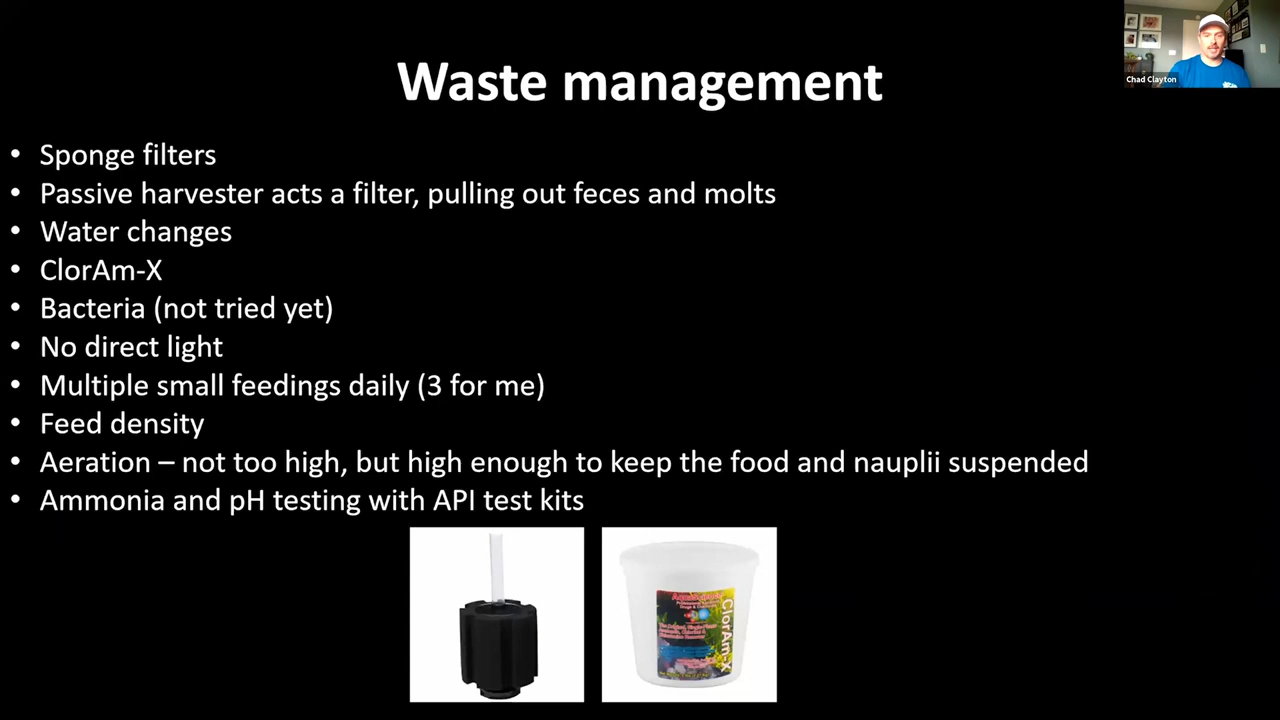 Waste management
Chad Clayton
• Sponge filters
• Passive harvester acts a filter, pulling out feces and molts
• Water changes
• ClorAm-X
• Bacteria (not tried yet)
• No direct light
• Multiple small feedings daily (3 for me)
• Feed density
• Aeration – not too high, but high enough to keep the food and nauplii suspended
• Ammonia and pH testing with API test kits
ClorAm-X